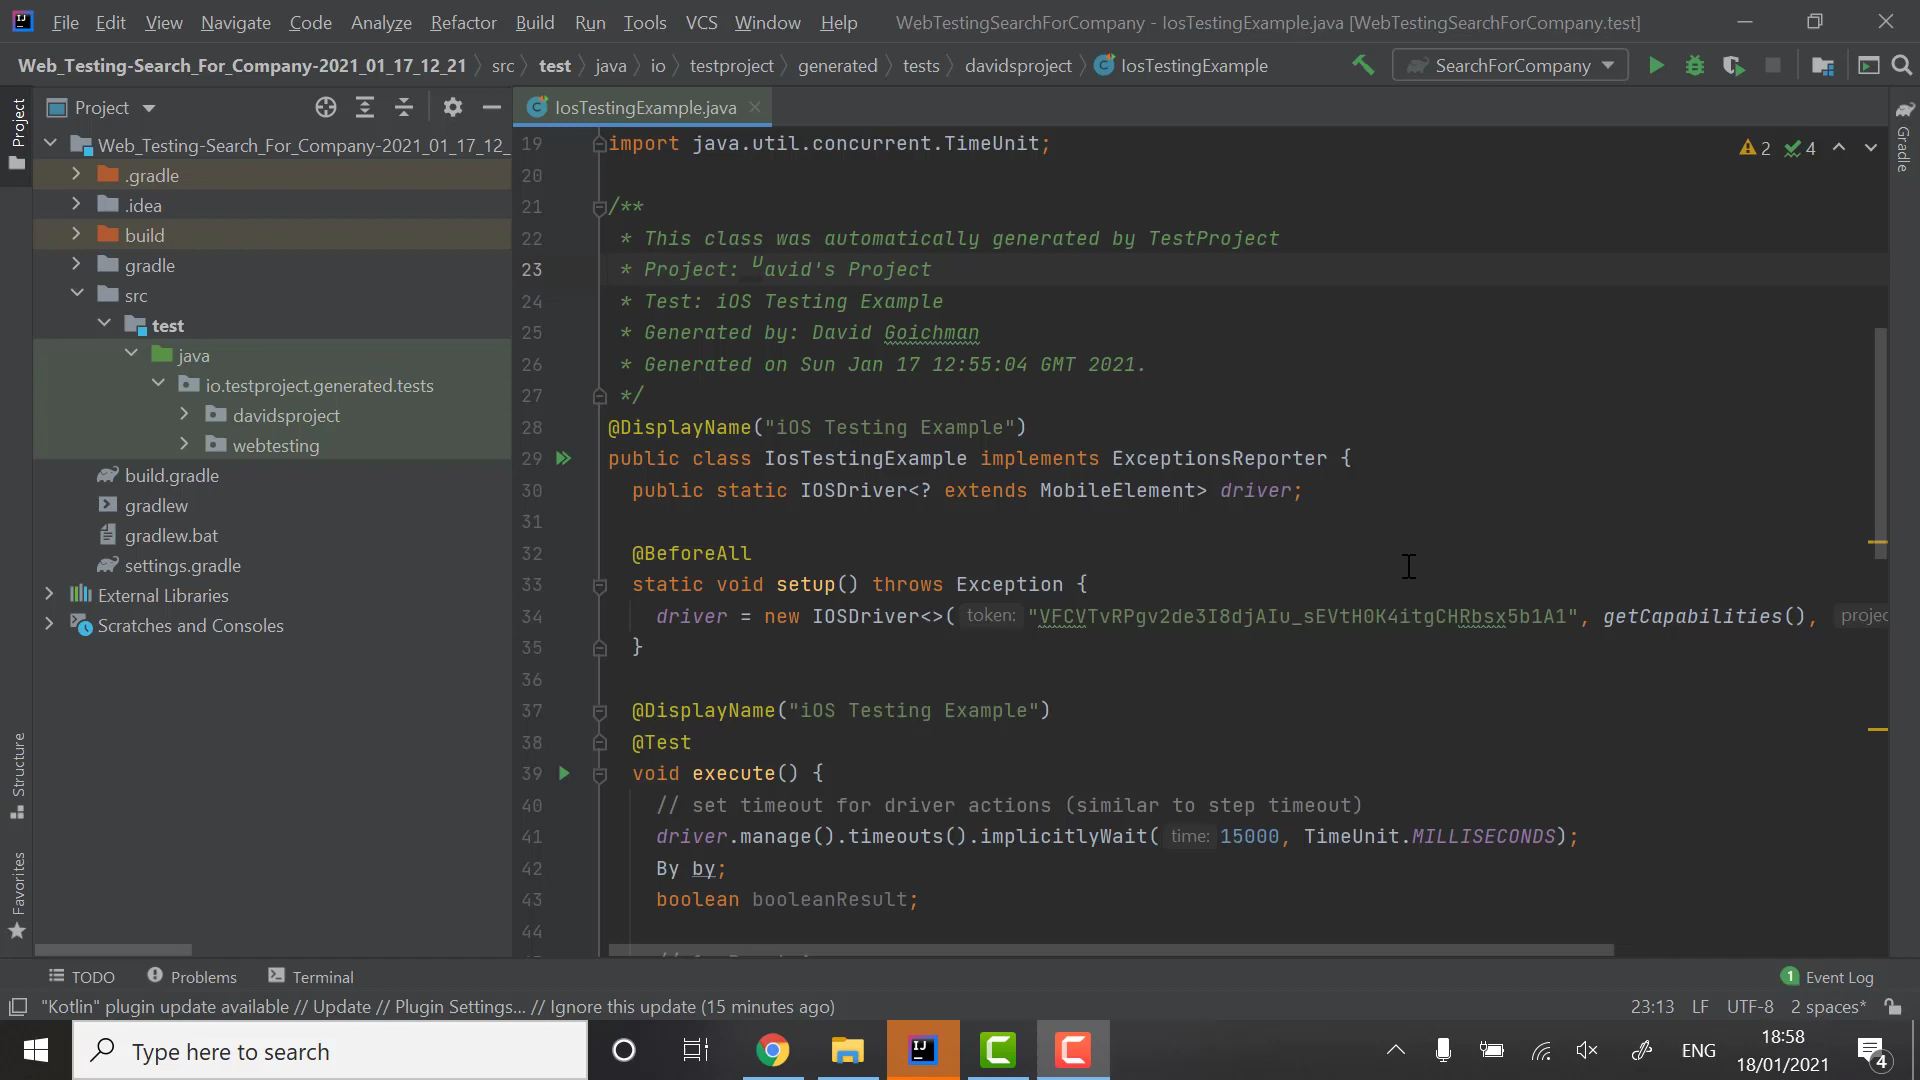 File Edit View Navigate Code Analyze Refactor Build Run Tools VCS Window Help WebTestingSearchForCompany - IosTestingExample.java [WebTestingSearchForCompany.test]
Web_Testing-Search_For_Company-2021_01_17_12_21 src test java io testproject generated tests davidsproject IosTestingExample SearchForCompany
Project
Project
IosTestingExample.java
Gradle
Web_Testing-Search_For_Company-2021_01_17_12_
.gradle
.idea
build
gradle
src
test
java
io.testproject.generated.tests
davidsproject
webtesting
build.gradle
gradlew
gradlew.bat
settings.gradle
External Libraries
Scratches and Consoles
2 4
19 import java.util.concurrent.TimeUnit;
20
21 /**
22 * This class was automatically generated by TestProject
23 * Project: David's Project
24 * Test: iOS Testing Example
25 * Generated by: David Goichman
26 * Generated on Sun Jan 17 12:55:04 GMT 2021.
27 */
28 @DisplayName("iOS Testing Example")
29 public class IosTestingExample implements ExceptionsReporter {
30 public static IOSDriver<? extends MobileElement> driver;
31
32 @BeforeAll
33 static void setup() throws Exception {
34 driver = new IOSDriver<>( token: "VFCVTvRPgv2de3I8djAIu_sEVtH0K4itgCHRbsx5b1A1", getCapabilities(), projec
35 }
36
37 @DisplayName("iOS Testing Example")
38 @Test
39 void execute() {
40 // set timeout for driver actions (similar to step timeout)
41 driver.manage().timeouts().implicitlyWait( time: 15000, TimeUnit.MILLISECONDS);
42 By by;
43 boolean booleanResult;
44
Structure
Favorites
TODO Problems Terminal 1 Event Log
"Kotlin" plugin update available // Update // Plugin Settings... // Ignore this update (15 minutes ago) 23:13 LF UTF-8 2 spaces*
Type here to search
ENG
18:58
18/01/2021
4